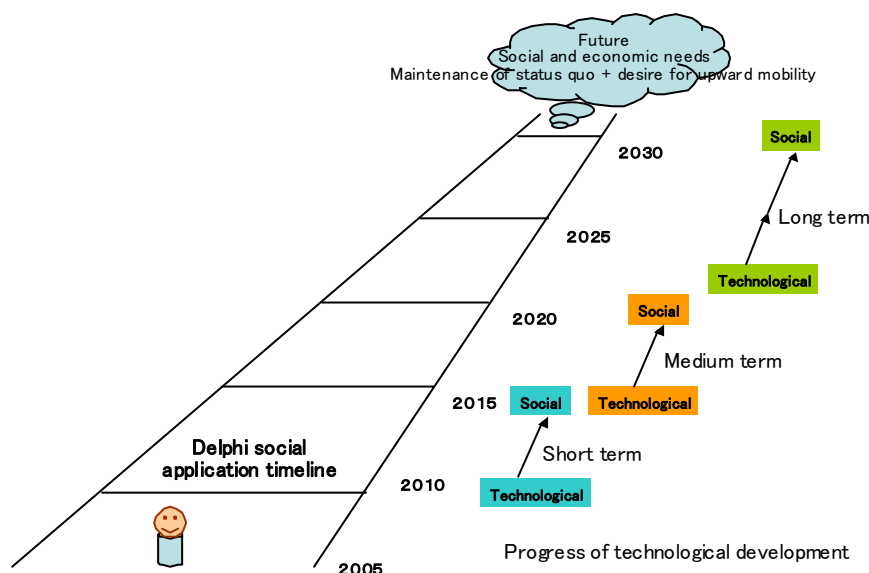 Future
Social and economic needs
Maintenance of status quo + desire for upward mobility
Social
2030
Long term
2025
Technological
Social
2020
Medium term
2015
Social
Technological
Delphi social
application timeline
Short term
2010
Technological
Progress of technological development
2005